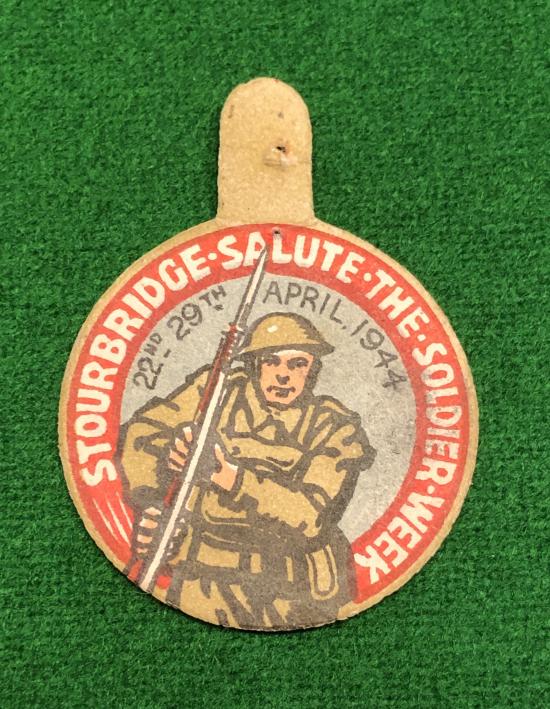 STOURBRIDGE·SALUTE·THE·SOLDIER·WEEK
22ND-29TH APRIL, 1944